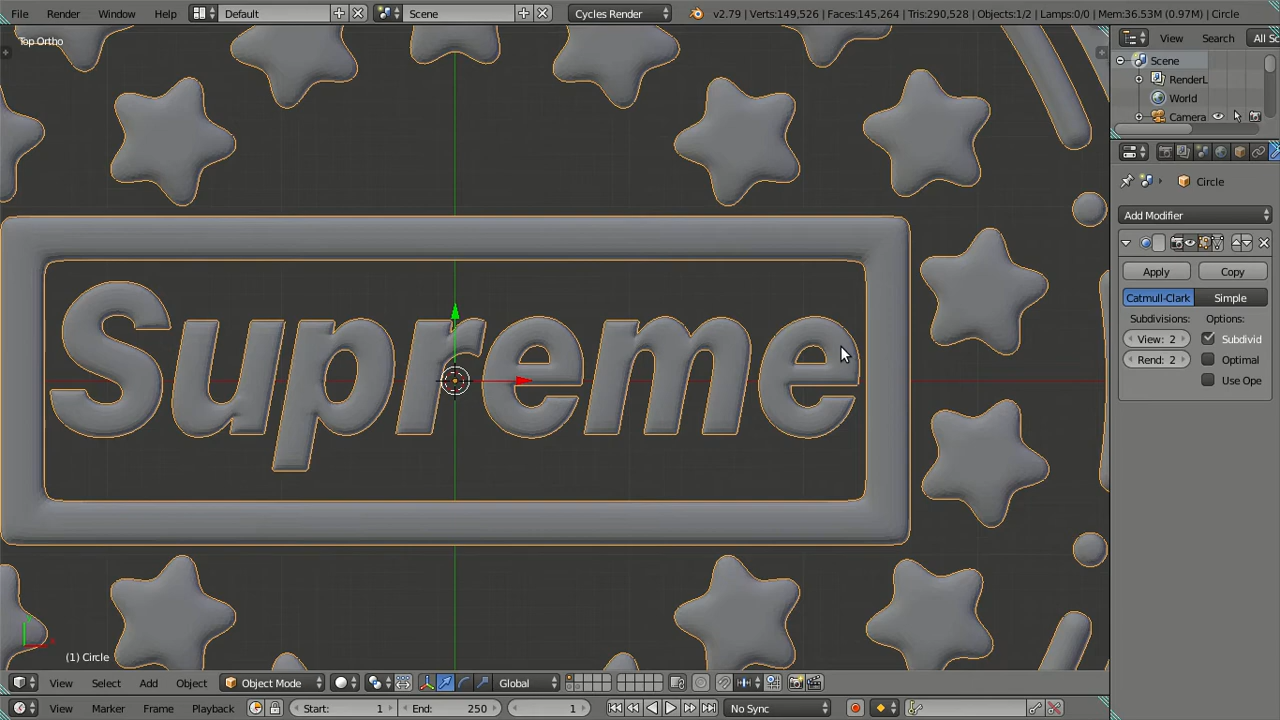 File Render Window Help Default Scene Cycles Render v2.79 | Verts:149,526 | Faces:145,264 | Tris:290,528 | Objects:1/2 | Lamps:0/0 | Mem:36.53M (0.97M) | Circle
Top Ortho
View Search All Sc
Scene
RenderL
World
Camera
Circle
Add Modifier
Apply Copy
Catmull-Clark Simple
Subdivisions: Options:
View: 2 Subdivid
Rend: 2 Optimal
Use Ope
Supreme
(1) Circle
View Select Add Object Object Mode Global
View Marker Frame Playback Start: 1 End: 250 1 No Sync